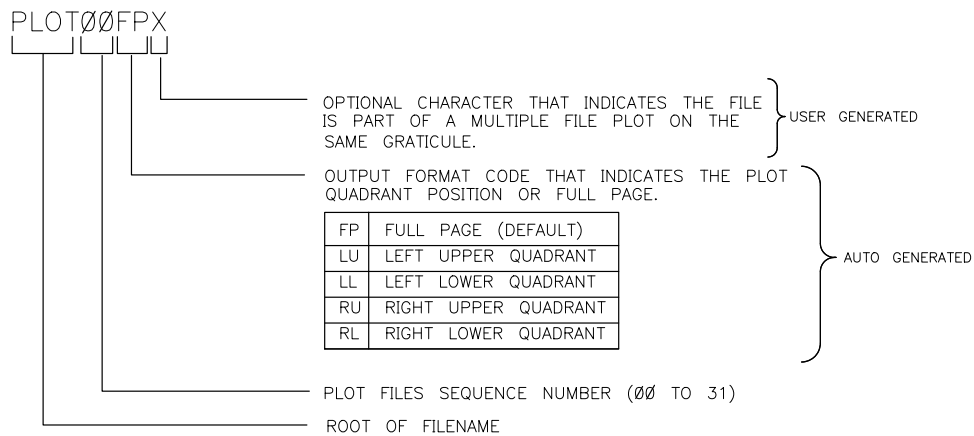 PLOTØØFPX
OPTIONAL CHARACTER THAT INDICATES THE FILE
IS PART OF A MULTIPLE FILE PLOT ON THE
SAME GRATICULE.
USER GENERATED
OUTPUT FORMAT CODE THAT INDICATES THE PLOT
QUADRANT POSITION OR FULL PAGE.
FP FULL PAGE (DEFAULT)
LU LEFT UPPER QUADRANT
LL LEFT LOWER QUADRANT
RU RIGHT UPPER QUADRANT
RL RIGHT LOWER QUADRANT
AUTO GENERATED
PLOT FILES SEQUENCE NUMBER (ØØ TO 31)
ROOT OF FILENAME